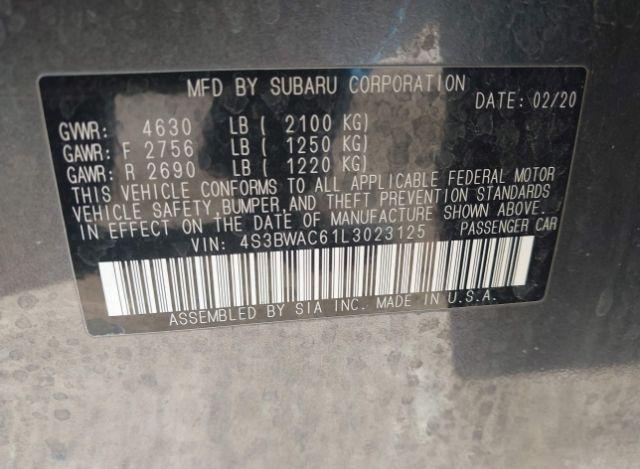 MFD BY SUBARU CORPORATION
DATE: 02/20
GVWR: 4630 LB ( 2100 KG)
GAWR: F 2756 LB ( 1250 KG)
GAWR: R 2690 LB ( 1220 KG)
THIS VEHICLE CONFORMS TO ALL APPLICABLE FEDERAL MOTOR
VEHICLE SAFETY,BUMPER,AND THEFT PREVENTION STANDARDS
IN EFFECT ON THE DATE OF MANUFACTURE SHOWN ABOVE.
VIN: 4S3BWAC61L3023125 PASSENGER CAR
ASSEMBLED BY SIA INC. MADE IN U.S.A.